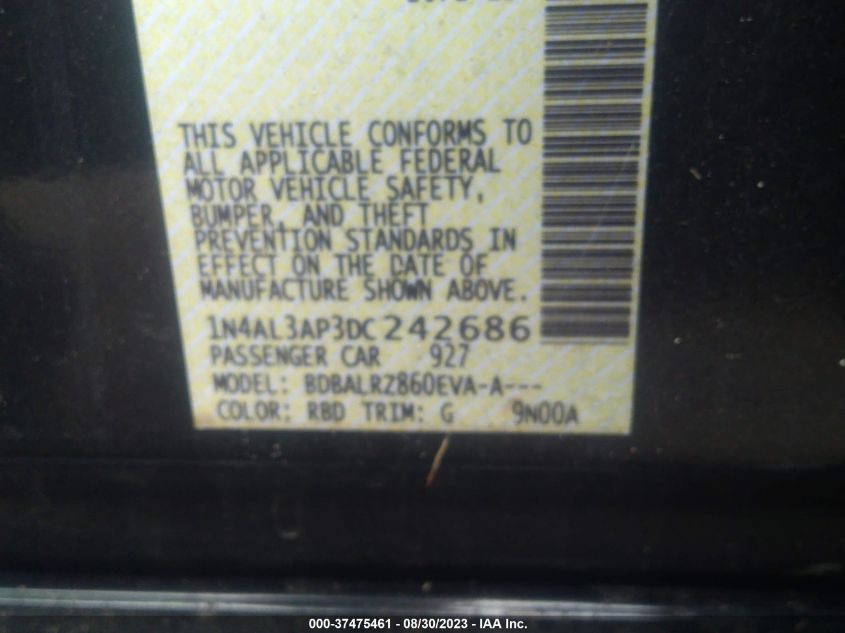 THIS VEHICLE CONFORMS TO
ALL APPLICABLE FEDERAL
MOTOR VEHICLE SAFETY,
BUMPER, AND THEFT
PREVENTION STANDARDS IN
EFFECT ON THE DATE OF
MANUFACTURE SHOWN ABOVE.
1N4AL3AP3DC242686
PASSENGER CAR 927
MODEL: BDBALRZ860EVA-A---
COLOR: RBD TRIM: G 9N00A
000-37475461 - 08/30/2023 - IAA Inc.